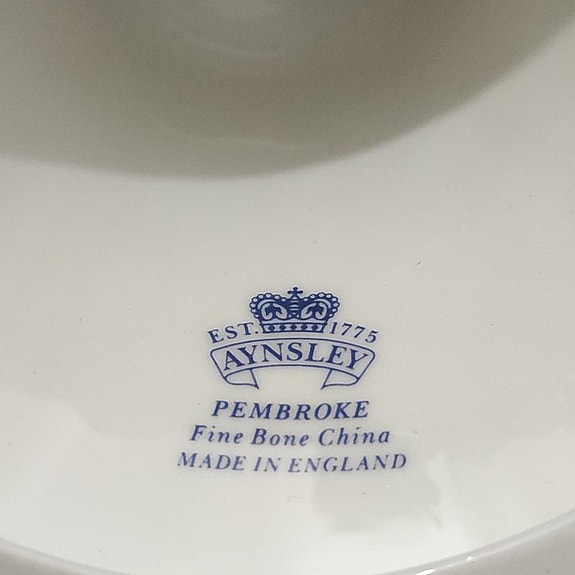 EST. 1775
AYNSLEY
PEMBROKE
Fine Bone China
MADE IN ENGLAND